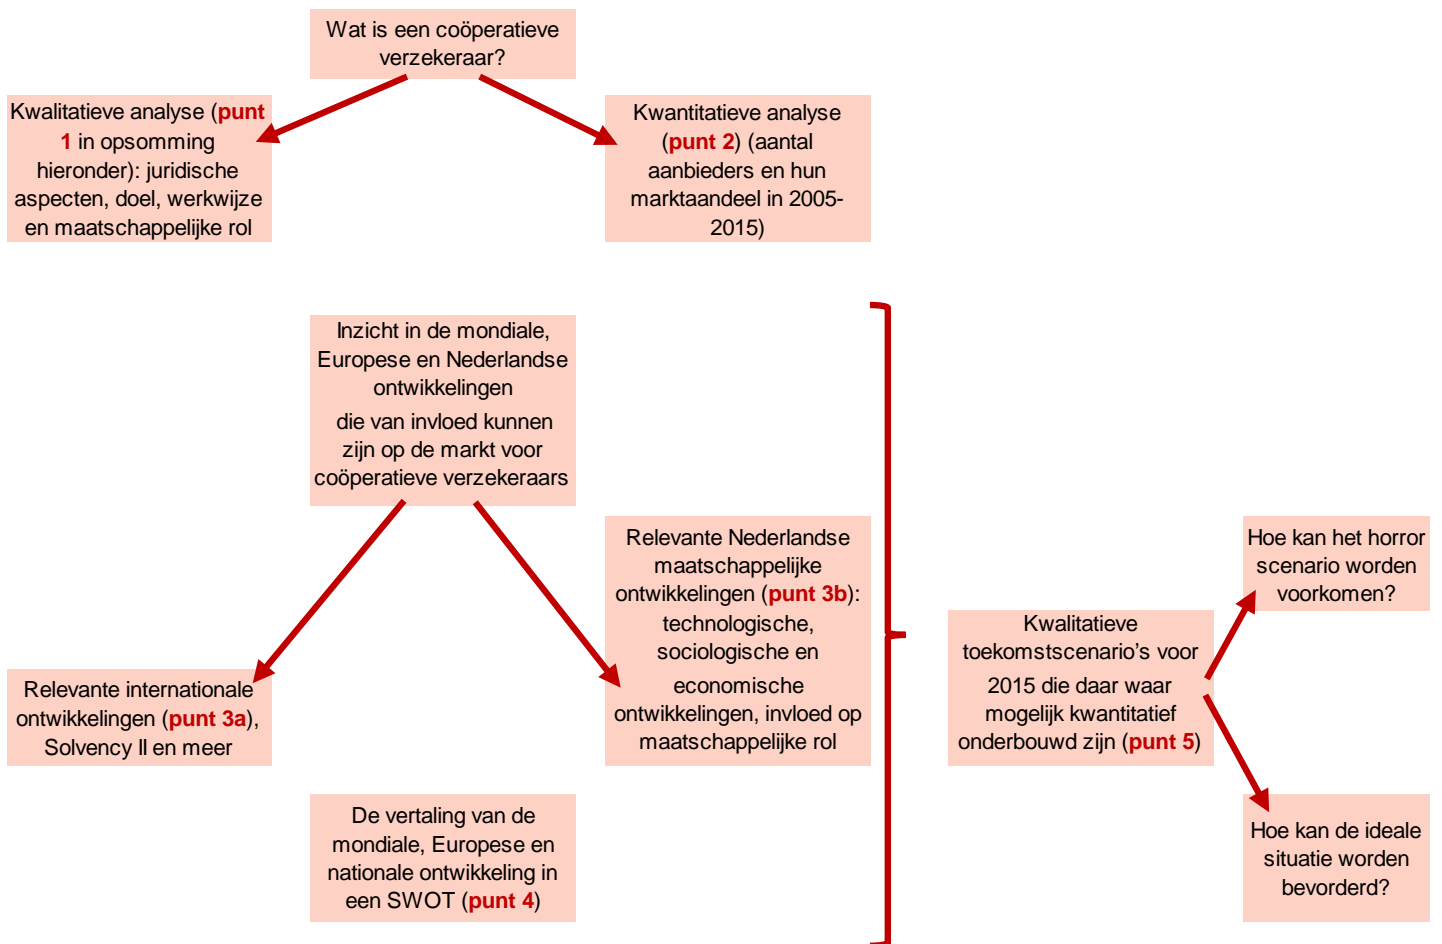 Wat is een coöperatieve
verzekeraar?
Kwalitatieve analyse (punt
1 in opsomming
hieronder): juridische
aspecten, doel, werkwijze
en maatschappelijke rol
Kwantitatieve analyse
(punt 2) (aantal
aanbieders en hun
marktaandeel in 2005-
2015)
Inzicht in de mondiale,
Europese en Nederlandse
ontwikkelingen
die van invloed kunnen
zijn op de markt voor
coöperatieve verzekeraars
Relevante Nederlandse
maatschappelijke
ontwikkelingen (punt 3b):
technologische,
sociologische en
economische
ontwikkelingen, invloed op
maatschappelijke rol
Relevante internationale
ontwikkelingen (punt 3a),
Solvency II en meer
De vertaling van de
mondiale, Europese en
nationale ontwikkeling in
een SWOT (punt 4)
Kwalitatieve
toekomstscenario's voor
2015 die daar waar
mogelijk kwantitatief
onderbouwd zijn (punt 5)
Hoe kan het horror
scenario worden
voorkomen?
Hoe kan de ideale
situatie worden
bevorderd?